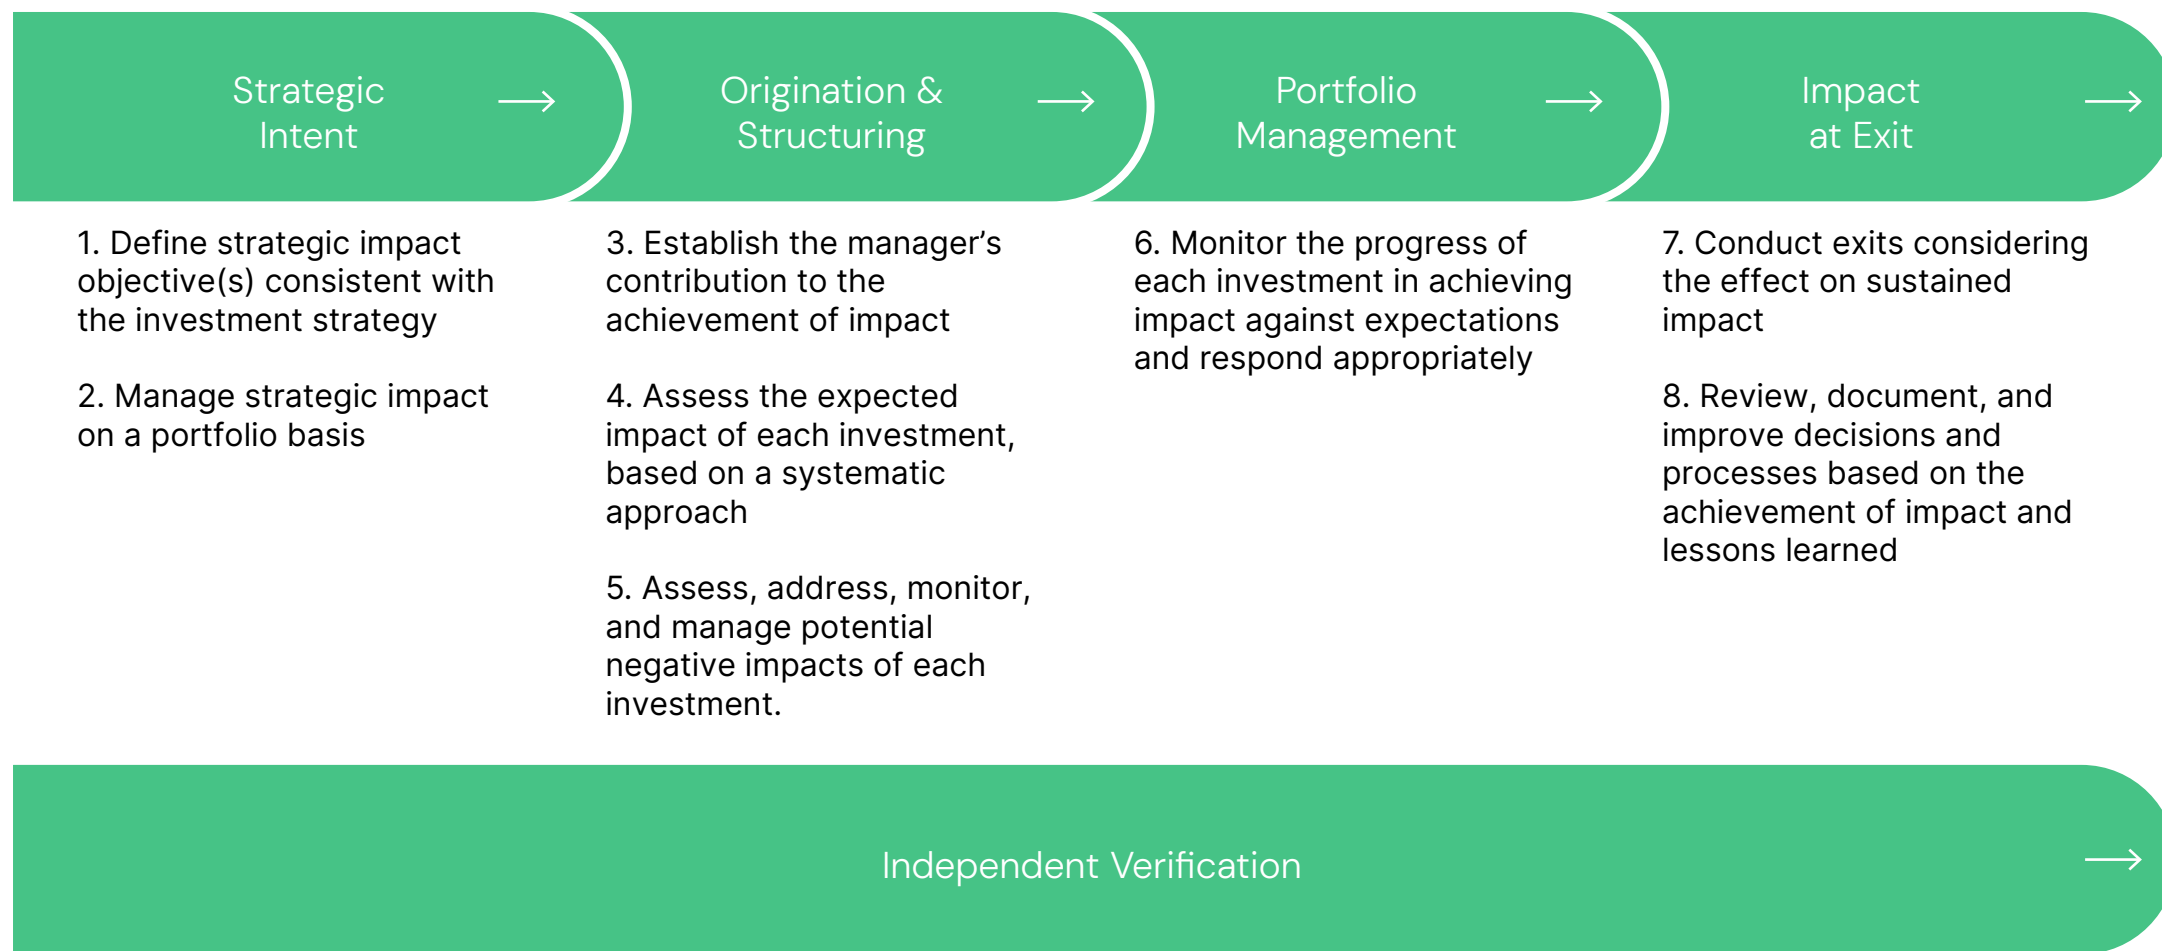 Strategic
Intent
Origination &
Structuring
Portfolio
Management
Impact
at Exit
1. Define strategic impact
objective(s) consistent with
the investment strategy
2. Manage strategic impact
on a portfolio basis
3. Establish the manager’s
contribution to the
achievement of impact
4. Assess the expected
impact of each investment,
based on a systematic
approach
5. Assess, address, monitor,
and manage potential
negative impacts of each
investment.
6. Monitor the progress of
each investment in achieving
impact against expectations
and respond appropriately
7. Conduct exits considering
the effect on sustained
impact
8. Review, document, and
improve decisions and
processes based on the
achievement of impact and
lessons learned
Independent Verification